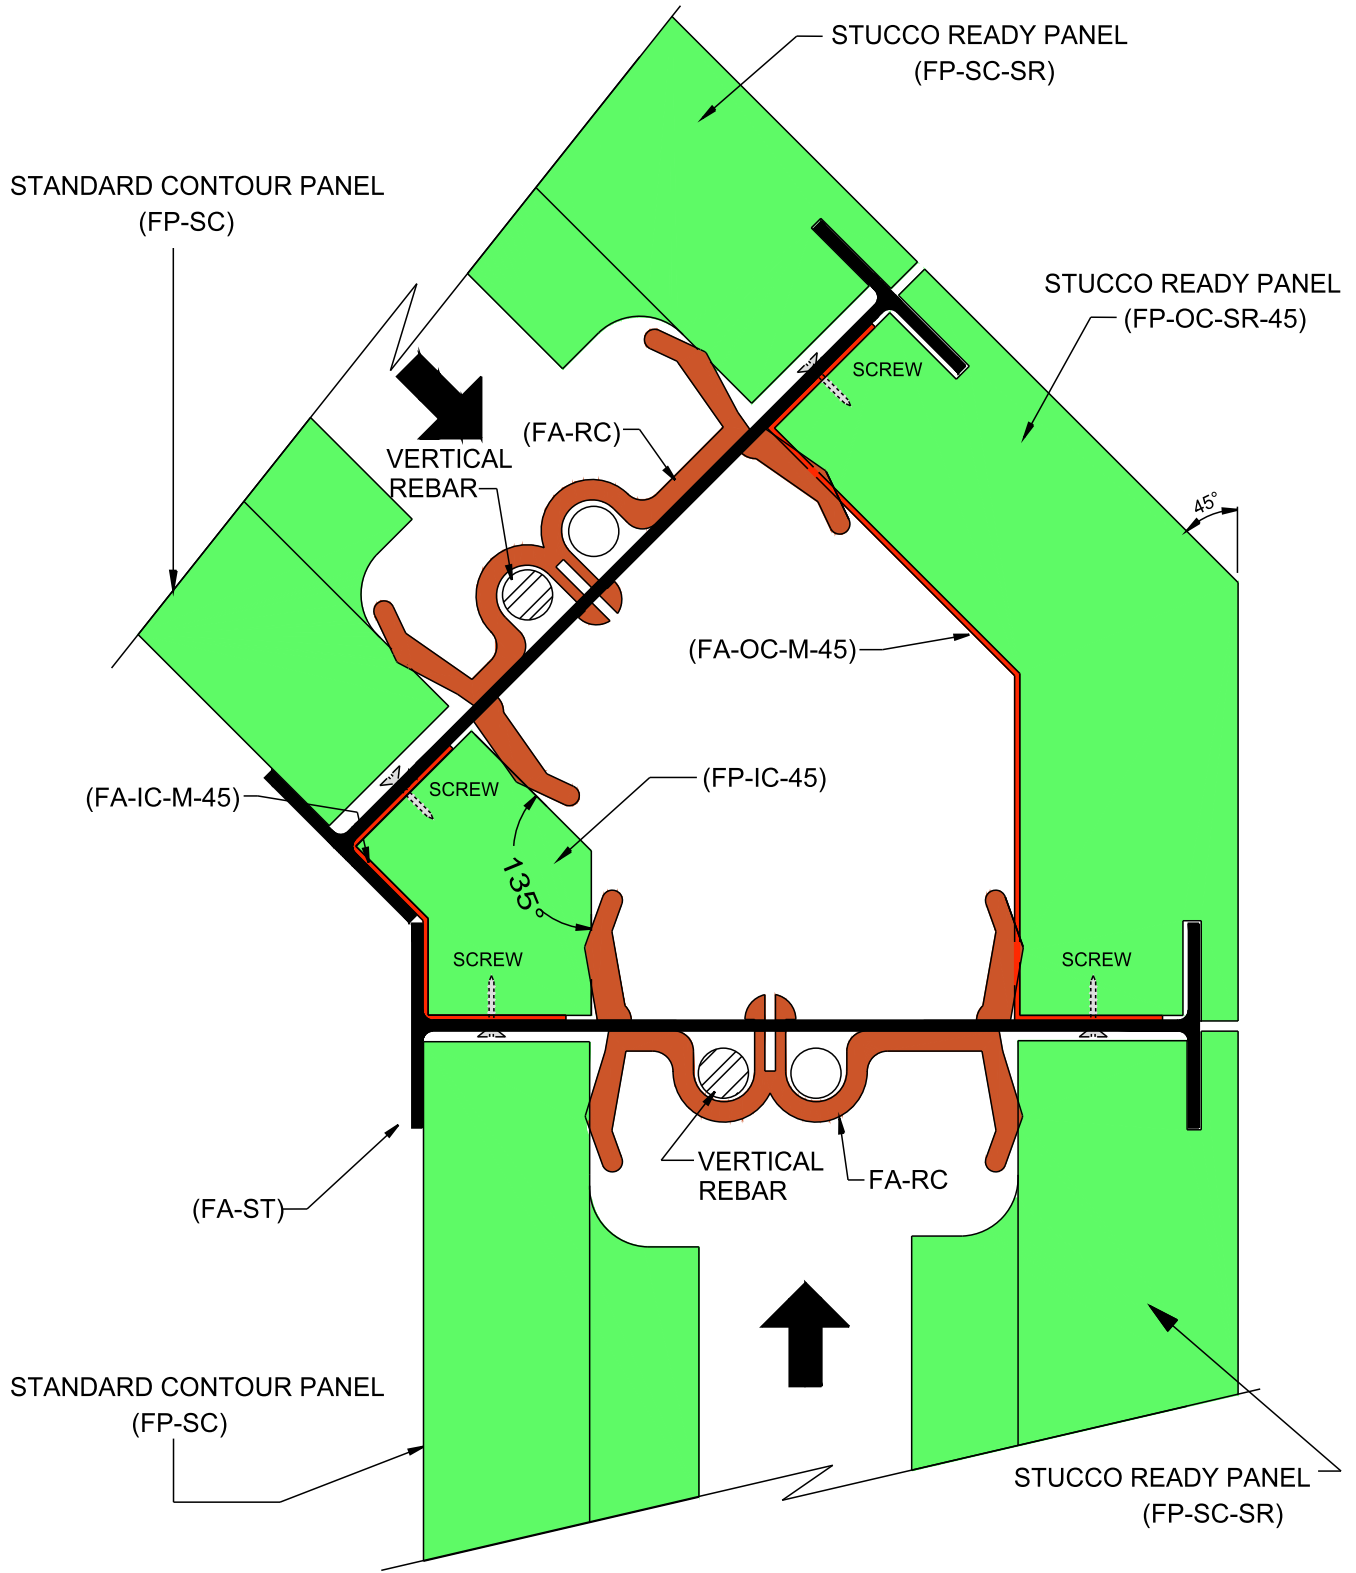 STUCCO READY PANEL
(FP-SC-SR)
STANDARD CONTOUR PANEL
(FP-SC)
STUCCO READY PANEL
(FP-OC-SR-45)
SCREW
(FA-RC)
VERTICAL
REBAR
45°
(FA-OC-M-45)
(FP-IC-45)
SCREW
(FA-IC-M-45)
135°
SCREW
SCREW
VERTICAL
REBAR
FA-RC
(FA-ST)
STANDARD CONTOUR PANEL
(FP-SC)
STUCCO READY PANEL
(FP-SC-SR)